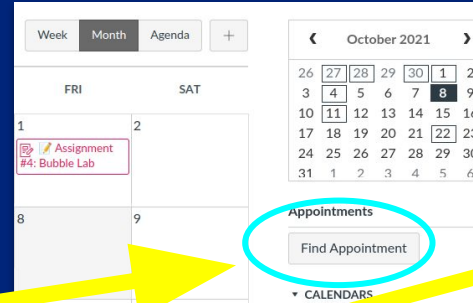 Week Month Agenda +
FRI SAT
1 2
📝 Assignment
#4: Bubble Lab
8 9
October 2021
26 27 28 29 30 1 2
3 4 5 6 7 8 9
10 11 12 13 14 15 16
17 18 19 20 21 22 23
24 25 26 27 28 29 30
31 1 2 3 4 5 6
Appointments
Find Appointment
CALENDARS